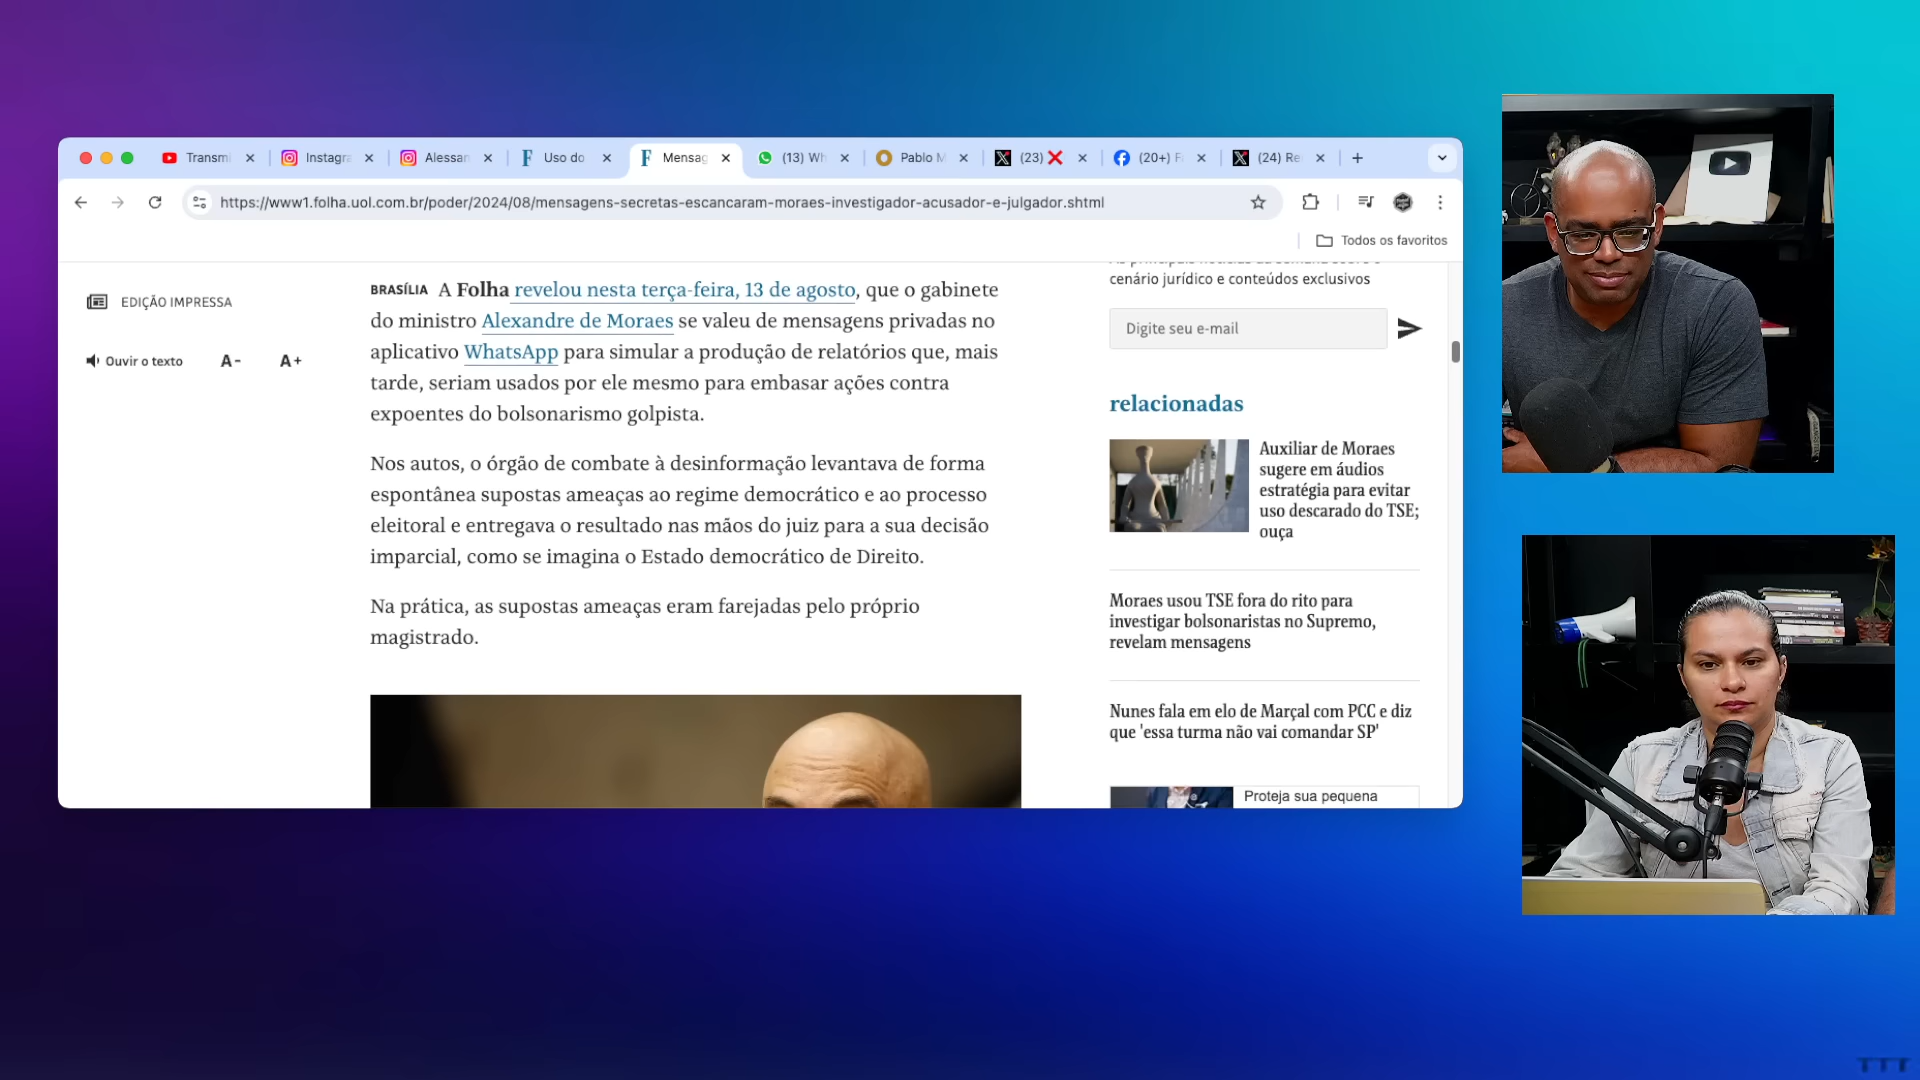 Transmi
Instagra
Alessan
Uso do
Mensag
(13) Wh
Pablo M
(23) ❌
(20+) F
(24) Re
https://www1.folha.uol.com.br/poder/2024/08/mensagens-secretas-escancaram-moraes-investigador-acusador-e-julgador.shtml
Todos os favoritos
EDIÇÃO IMPRESSA
Ouvir o texto A- A+
BRASÍLIA A Folha revelou nesta terça-feira, 13 de agosto, que o gabinete
do ministro Alexandre de Moraes se valeu de mensagens privadas no
aplicativo WhatsApp para simular a produção de relatórios que, mais
tarde, seriam usados por ele mesmo para embasar ações contra
expoentes do bolsonarismo golpista.
Nos autos, o órgão de combate à desinformação levantava de forma
espontânea supostas ameaças ao regime democrático e ao processo
eleitoral e entregava o resultado nas mãos do juiz para a sua decisão
imparcial, como se imagina o Estado democrático de Direito.
Na prática, as supostas ameaças eram farejadas pelo próprio
magistrado.
cenário jurídico e conteúdos exclusivos
Digite seu e-mail
relacionadas
Auxiliar de Moraes
sugere em áudios
estratégia para evitar
uso descarado do TSE;
ouça
Moraes usou TSE fora do rito para
investigar bolsonaristas no Supremo,
revelam mensagens
Nunes fala em elo de Marçal com PCC e diz
que 'essa turma não vai comandar SP'
Proteja sua pequena